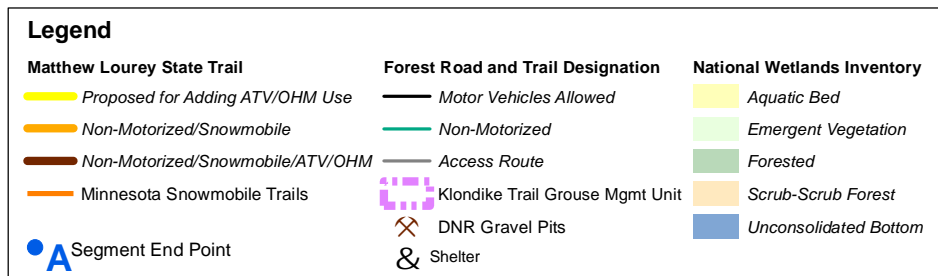 Legend
Matthew Lourey State Trail
Proposed for Adding ATV/OHM Use
Non-Motorized/Snowmobile
Non-Motorized/Snowmobile/ATV/OHM
Minnesota Snowmobile Trails
A Segment End Point
Forest Road and Trail Designation
Motor Vehicles Allowed
Non-Motorized
Access Route
Klondike Trail Grouse Mgmt Unit
DNR Gravel Pits
& Shelter
National Wetlands Inventory
Aquatic Bed
Emergent Vegetation
Forested
Scrub-Scrub Forest
Unconsolidated Bottom